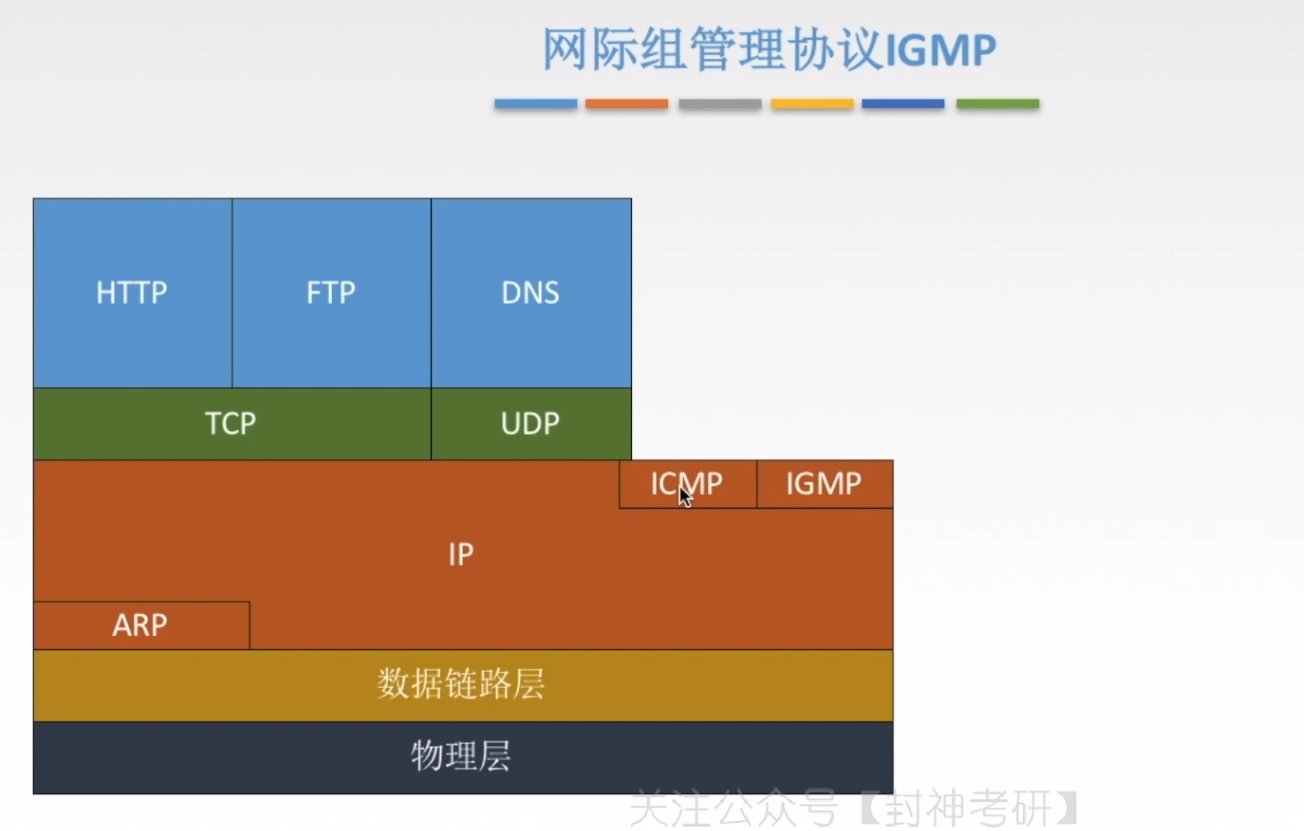 网际组管理协议IGMP
HTTP
FTP
DNS
TCP
UDP
ICMP
IGMP
IP
ARP
数据链路层
物理层
关注公众号【封神考研】